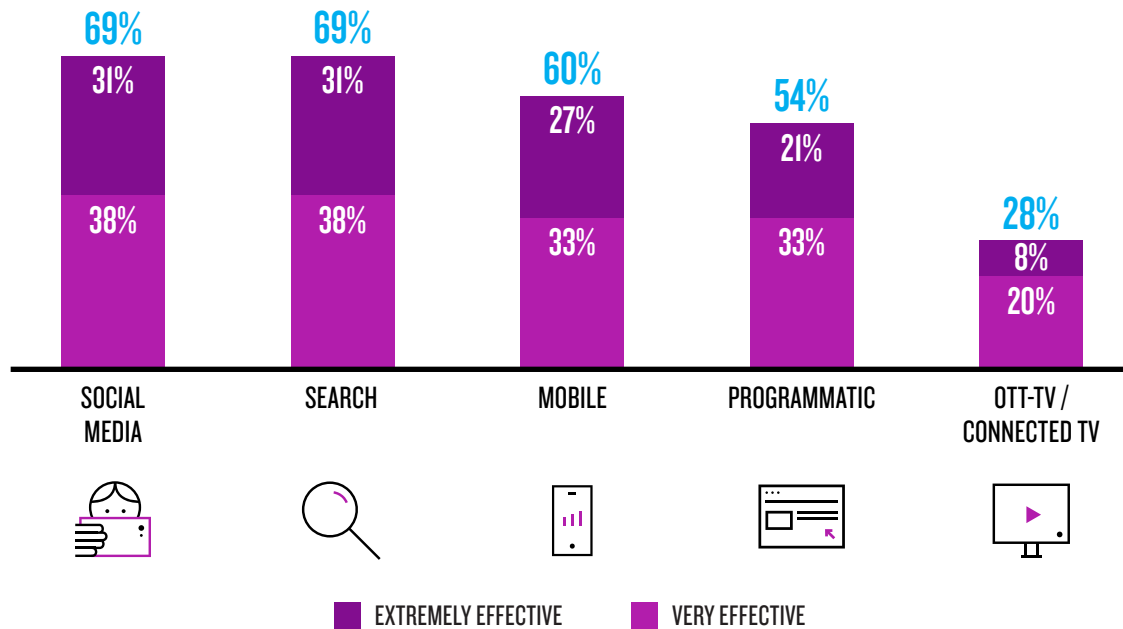 69%
69%
60%
54%
28%
31%
31%
27%
21%
8%
38%
38%
33%
33%
20%
SOCIAL
MEDIA
SEARCH
MOBILE
PROGRAMMATIC
OTT-TV /
CONNECTED TV
EXTREMELY EFFECTIVE
VERY EFFECTIVE